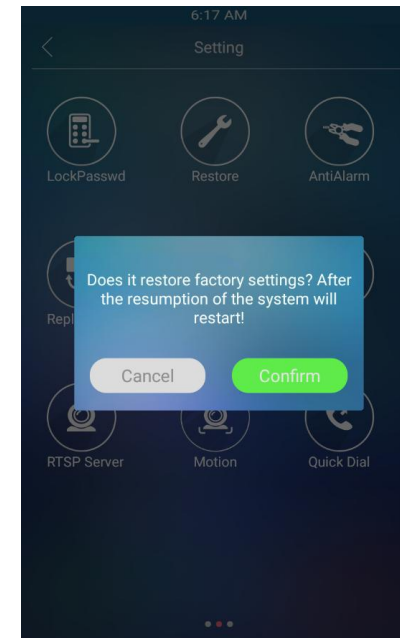 6:17 AM
Setting
LockPasswd
Restore
AntiAlarm
Does it restore factory settings? After
the resumption of the system will
restart!
Repl
Cancel
Confirm
RTSP Server
Motion
Quick Dial